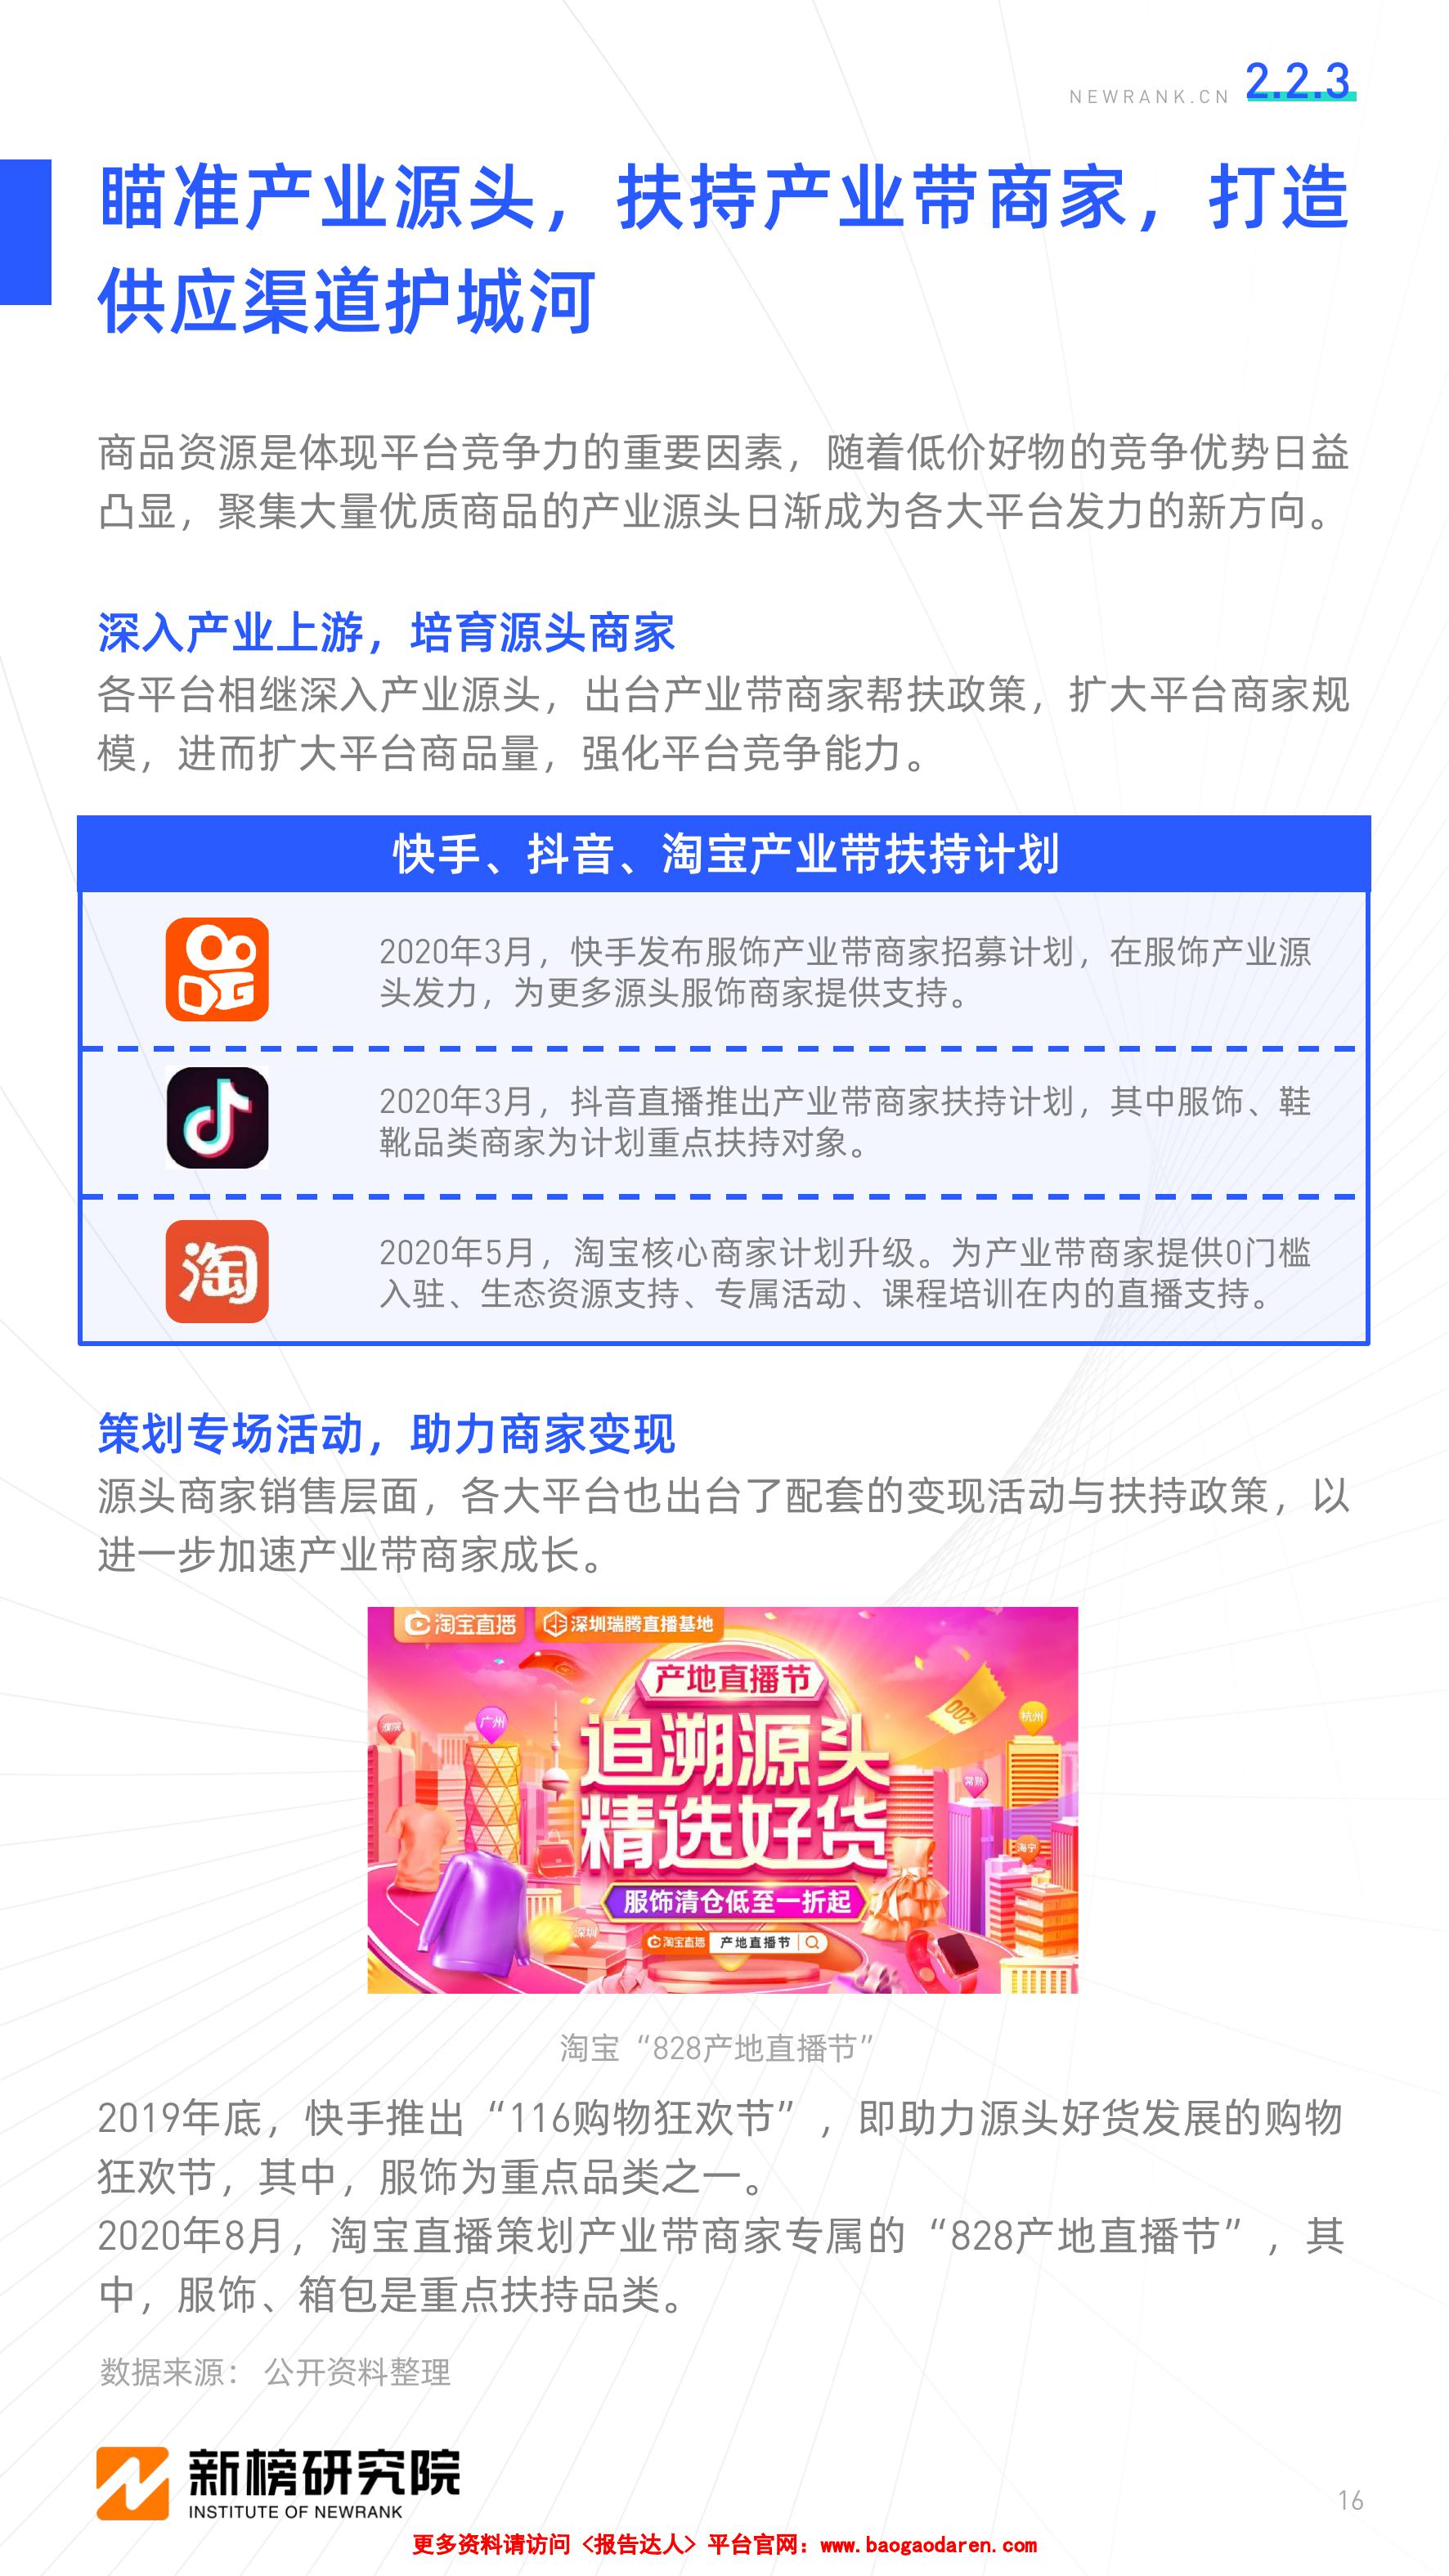 NEWRANK.CN 2.2.3
瞄准产业源头，扶持产业带商家，打造
供应渠道护城河
商品资源是体现平台竞争力的重要因素，随着低价好物的竞争优势日益
凸显，聚集大量优质商品的产业源头日渐成为各大平台发力的新方向。
深入产业上游，培育源头商家
各平台相继深入产业源头，出台产业带商家帮扶政策，扩大平台商家规
模，进而扩大平台商品量，强化平台竞争能力。
快手、抖音、淘宝产业带扶持计划
2020年3月，快手发布服饰产业带商家招募计划，在服饰产业源
头发力，为更多源头服饰商家提供支持。
2020年3月，抖音直播推出产业带商家扶持计划，其中服饰、鞋
靴品类商家为计划重点扶持对象。
淘
2020年5月，淘宝核心商家计划升级。为产业带商家提供0门槛
入驻、生态资源支持、专属活动、课程培训在内的直播支持。
策划专场活动，助力商家变现
源头商家销售层面，各大平台也出台了配套的变现活动与扶持政策，以
进一步加速产业带商家成长。
淘宝直播 深圳瑞腾直播基地
产地直播节
200
濮院
广州
杭州
追溯源头
常熟
精选好货
海宁
服饰清仓低至一折起
深圳
淘宝直播 产地直播节
淘宝“828产地直播节”
2019年底，快手推出“116购物狂欢节”，即助力源头好货发展的购物
狂欢节，其中，服饰为重点品类之一。
2020年8月，淘宝直播策划产业带商家专属的“828产地直播节”，其
中，服饰、箱包是重点扶持品类。
数据来源： 公开资料整理
新榜研究院
INSTITUTE OF NEWRANK
16
更多资料请访问《报告达人》平台官网：www.baogaodaren.com